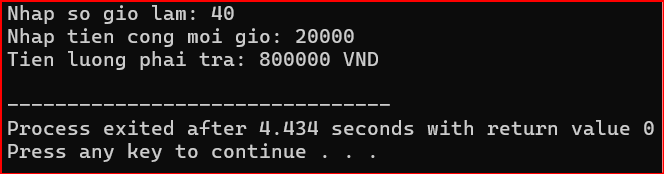 Nhap so gio lam: 40
Nhap tien cong moi gio: 20000
Tien luong phai tra: 800000 VND
--------------------------------
Process exited after 4.434 seconds with return value 0
Press any key to continue . . .